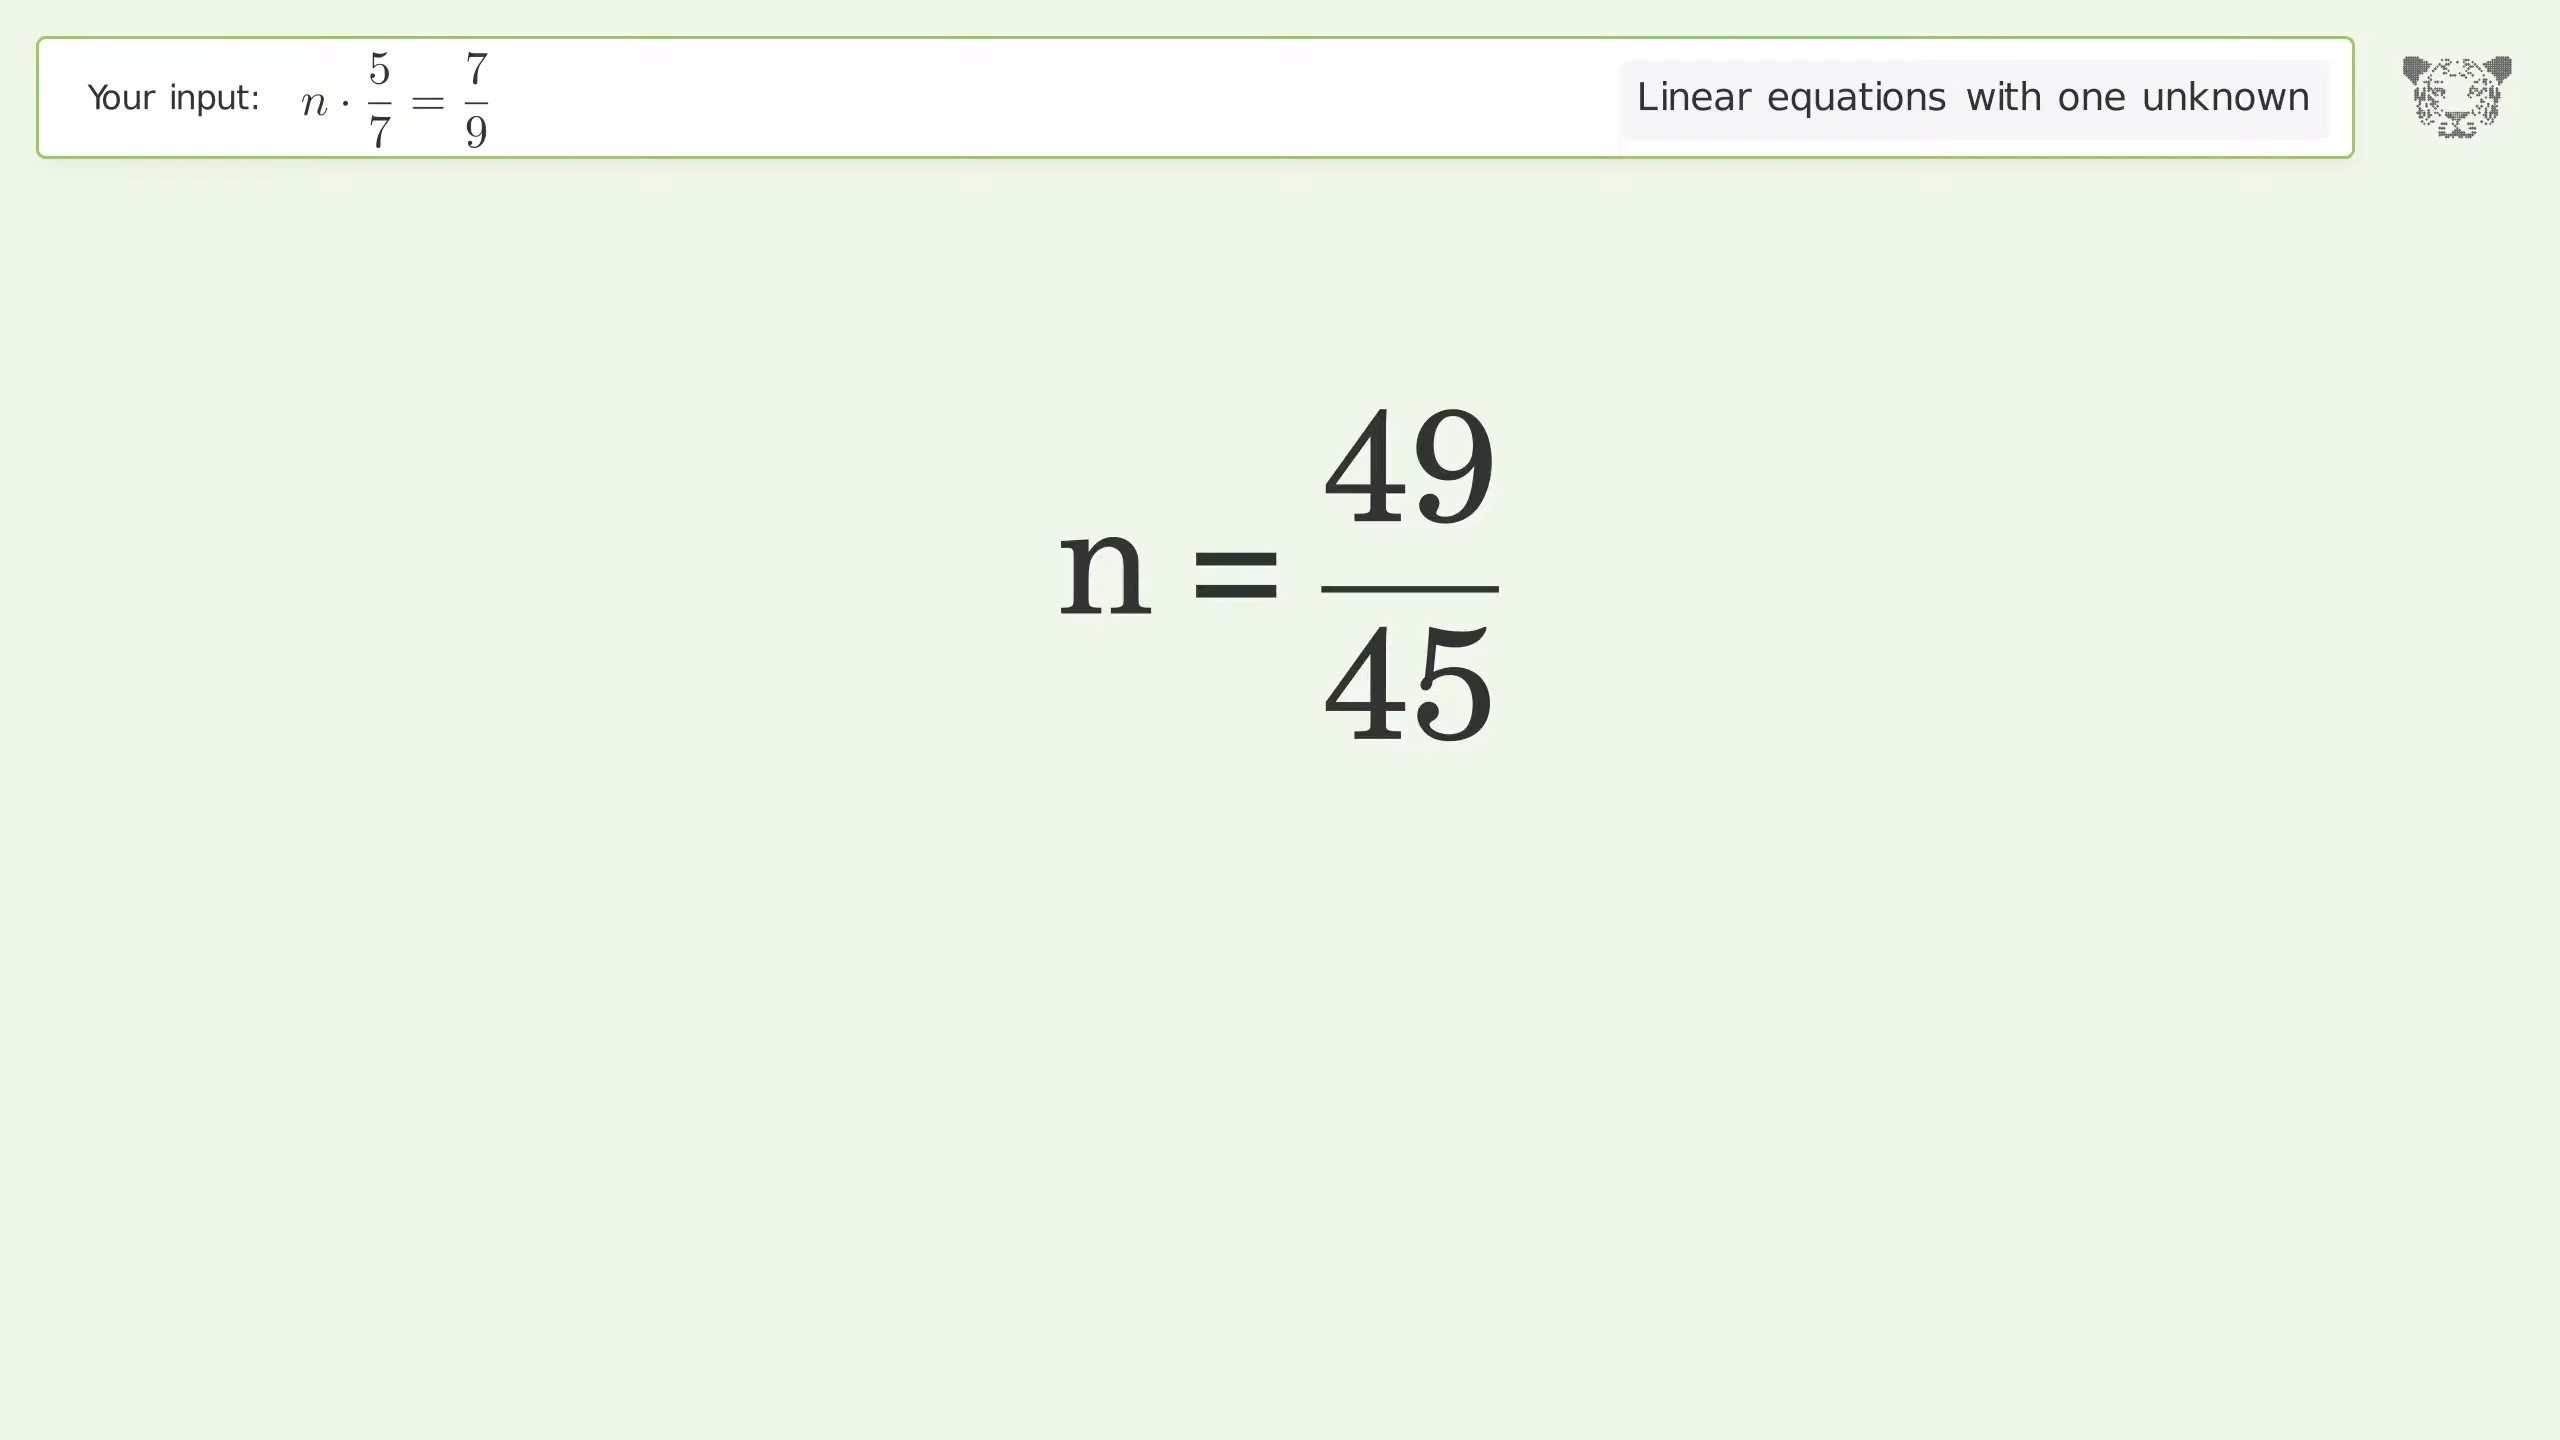 Your input: n · 5/7 = 7/9
Linear equations with one unknown
n = 49/45